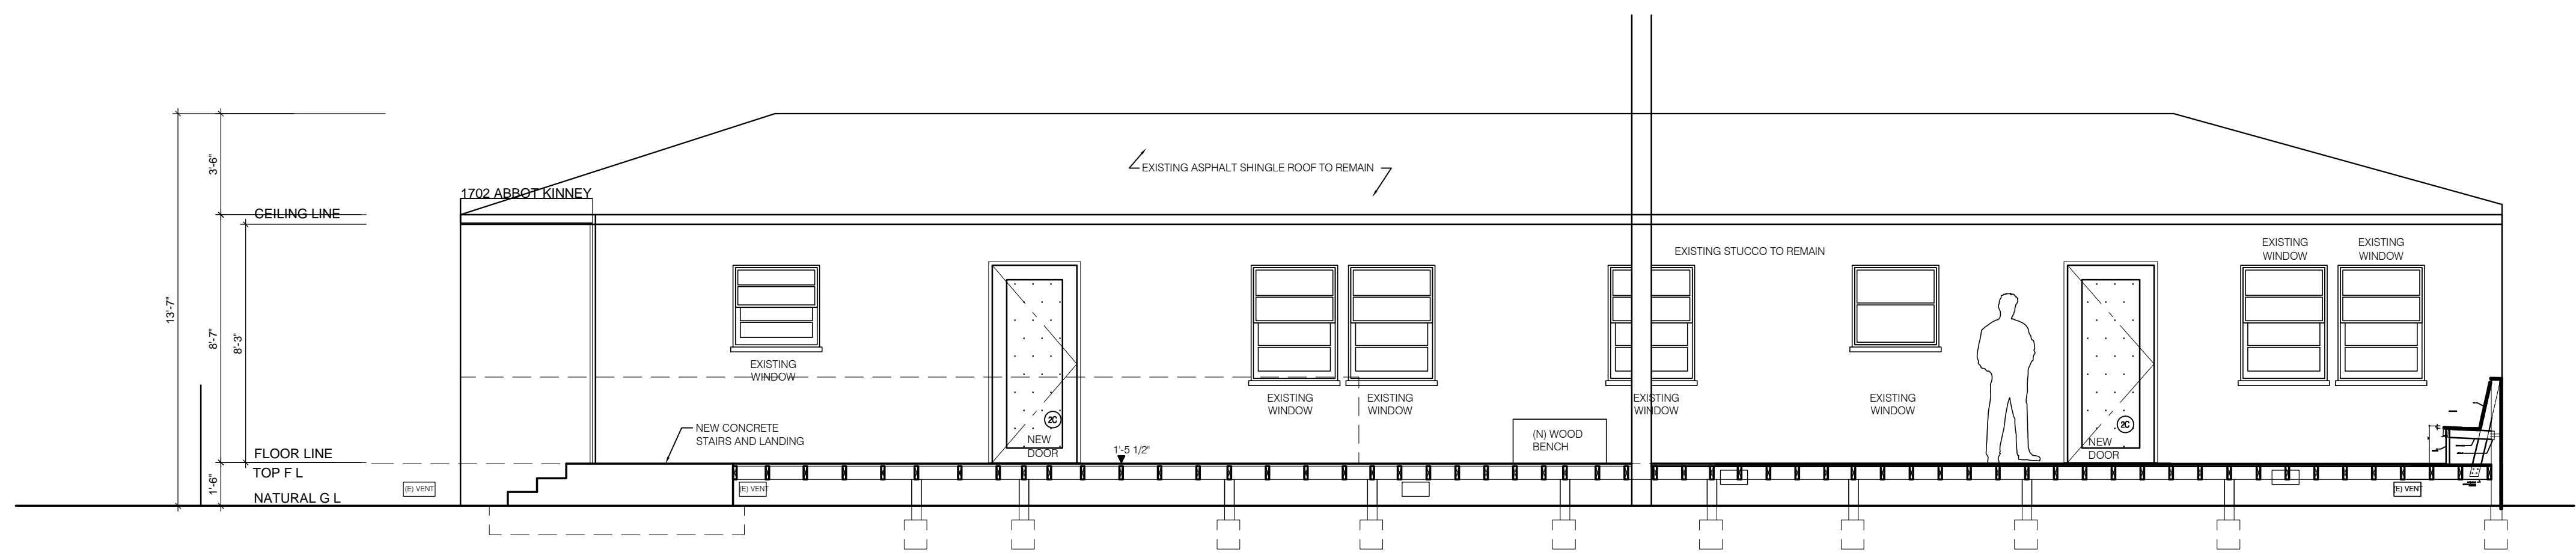 3'-6"
13'-7"
8'-7"
8'-3"
1'-6"
1702 ABBOT KINNEY
CEILING LINE
FLOOR LINE
TOP F L
NATURAL G L
EXISTING ASPHALT SHINGLE ROOF TO REMAIN
EXISTING STUCCO TO REMAIN
EXISTING
WINDOW
EXISTING
WINDOW
EXISTING
WINDOW
EXISTING
WINDOW
EXISTING
WINDOW
EXISTING
WINDOW
EXISTING
WINDOW
NEW CONCRETE
STAIRS AND LANDING
2C
NEW
DOOR
1'-5 1/2"
(N) WOOD
BENCH
2C
NEW
DOOR
(E) VENT
(E) VENT
(E) VENT